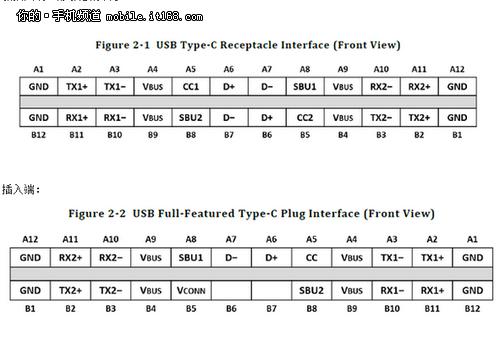 你的·手机频道 mobile.it168.com
Figure 2-1 USB Type-C Receptacle Interface (Front View)
A1 A2 A3 A4 A5 A6 A7 A8 A9 A10 A11 A12
GND TX1+ TX1− VBUS CC1 D+ D− SBU1 VBUS RX2− RX2+ GND
GND RX1+ RX1− VBUS SBU2 D− D+ CC2 VBUS TX2− TX2+ GND
B12 B11 B10 B9 B8 B7 B6 B5 B4 B3 B2 B1
插入端:
Figure 2-2 USB Full-Featured Type-C Plug Interface (Front View)
A12 A11 A10 A9 A8 A7 A6 A5 A4 A3 A2 A1
GND RX2+ RX2− VBUS SBU1 D− D+ CC VBUS TX1− TX1+ GND
GND TX2+ TX2− VBUS VCONN SBU2 VBUS RX1− RX1+ GND
B1 B2 B3 B4 B5 B6 B7 B8 B9 B10 B11 B12